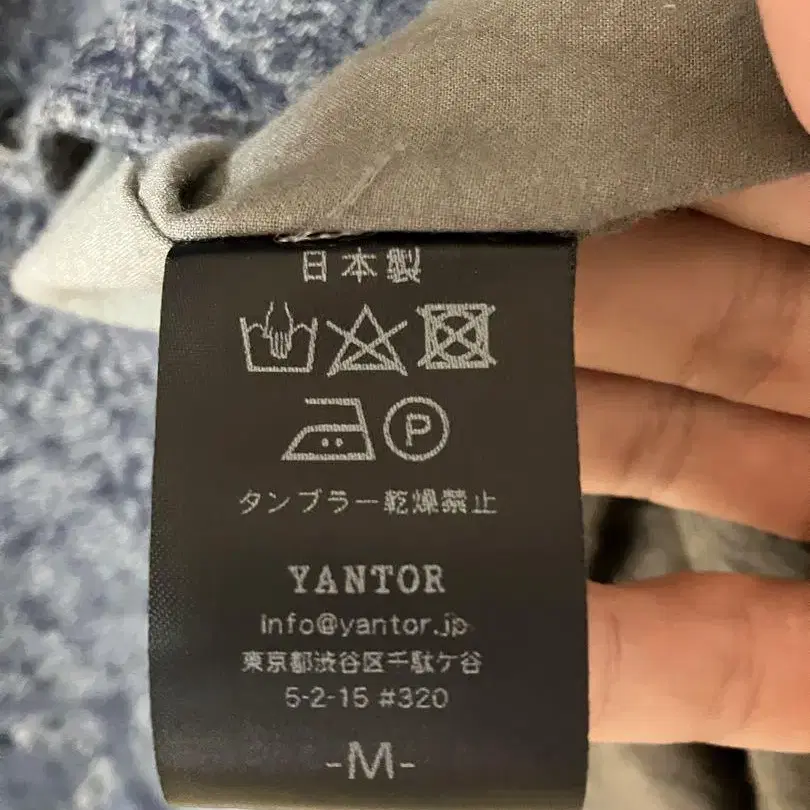 日本製
P
タンブラー乾燥禁止
YANTOR
info@yantor.jp
東京都渋谷区千駄ケ谷
5-2-15 #320
-M-